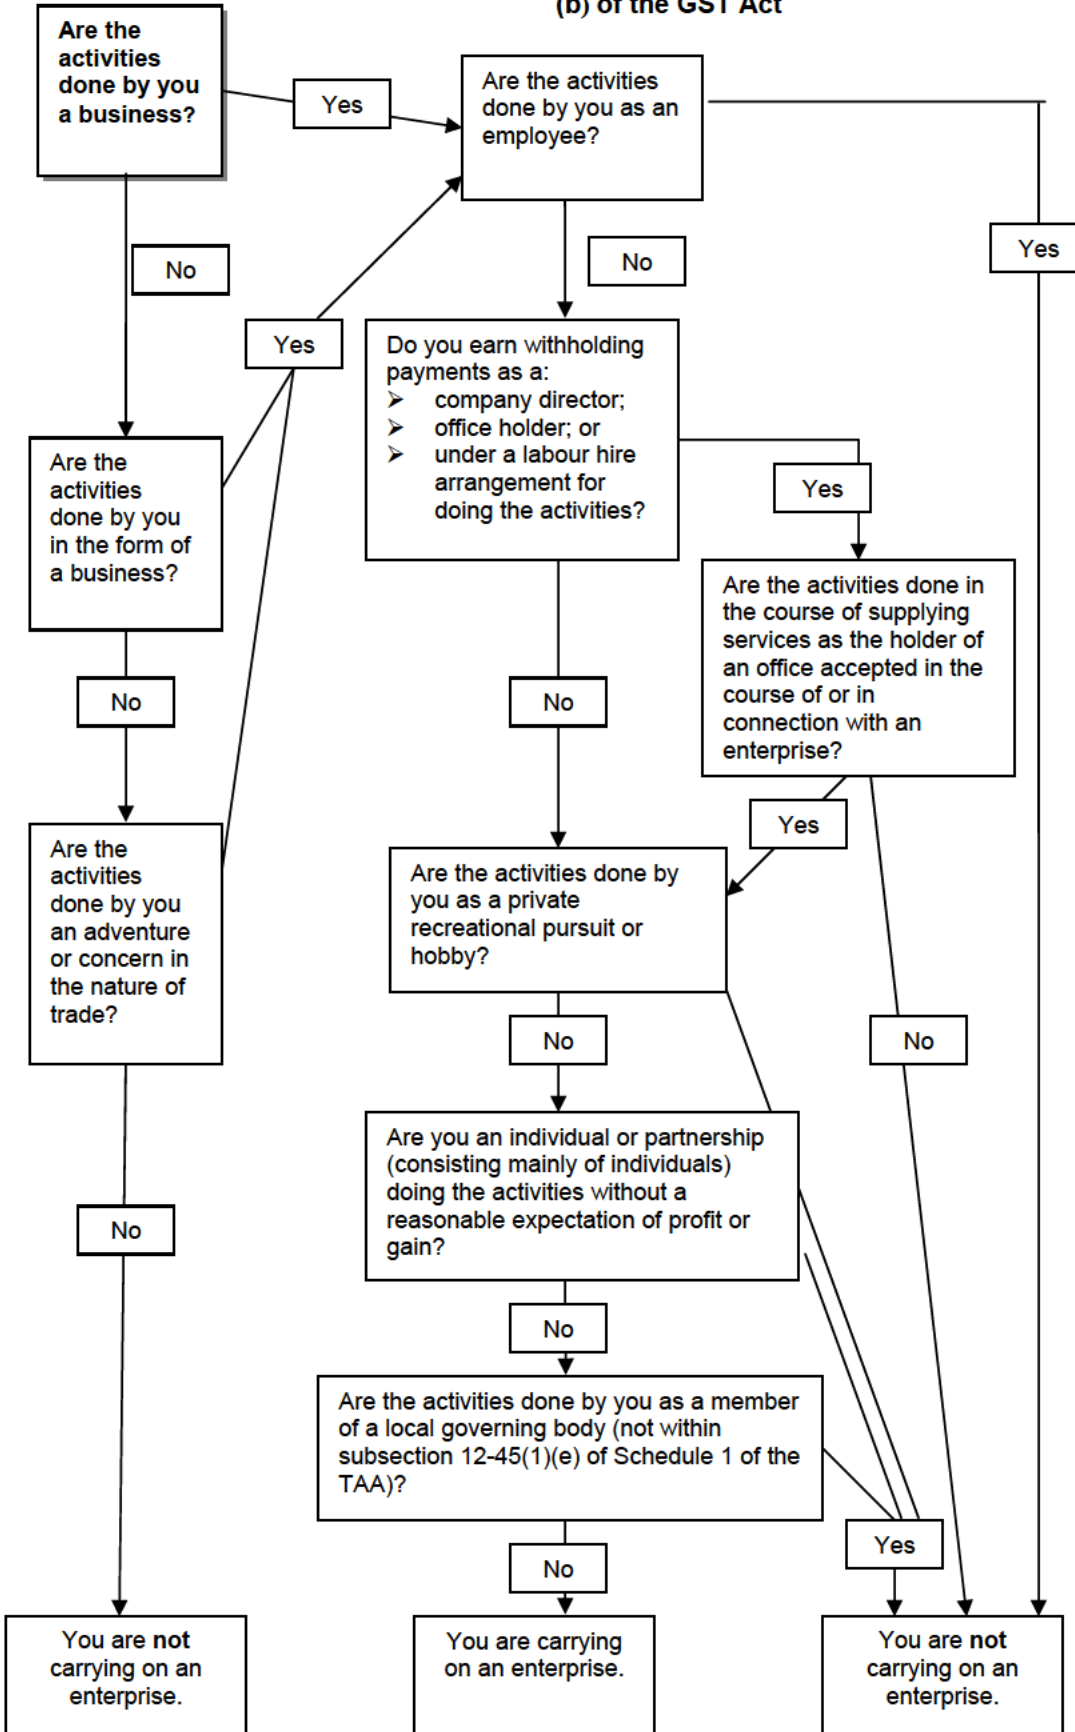 (b) of the GST Act
Are the
activities
done by you
a business?
Yes
Are the activities
done by you as an
employee?
Yes
No
No
Yes
Do you earn withholding
payments as a:
➢ company director;
➢ office holder; or
➢ under a labour hire
arrangement for
doing the activities?
Yes
Are the
activities
done by you
in the form of
a business?
Are the activities done in
the course of supplying
services as the holder of
an office accepted in the
course of or in
connection with an
enterprise?
No
No
Yes
Are the
activities
done by you
an adventure
or concern in
the nature of
trade?
Are the activities done by
you as a private
recreational pursuit or
hobby?
No
No
Are you an individual or partnership
(consisting mainly of individuals)
doing the activities without a
reasonable expectation of profit or
gain?
No
No
Are the activities done by you as a member
of a local governing body (not within
subsection 12-45(1)(e) of Schedule 1 of the
TAA)?
Yes
No
You are not
carrying on an
enterprise.
You are carrying
on an enterprise.
You are not
carrying on an
enterprise.